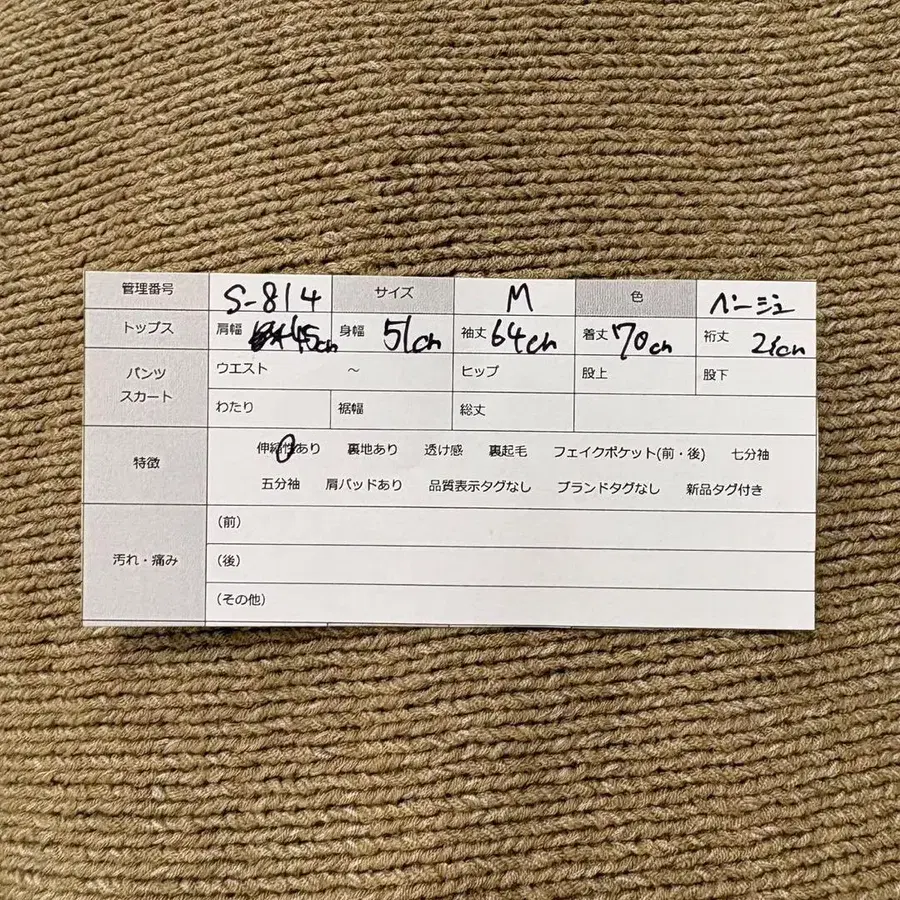 管理番号 S-814 サイズ M 色 ベージュ
トップス 肩幅 45cm 身幅 51cm 袖丈 64cm 着丈 70cm 裄丈 cm
パンツ スカート ウエスト ～ ヒップ 股上 股下
わたり 裾幅 総丈
特徴 伸縮性あり 裏地あり 透け感 裏起毛 フェイクポケット(前・後) 七分袖
五分袖 肩パッドあり 品質表示タグなし ブランドタグなし 新品タグ付き
汚れ・痛み (前)
(後)
(その他)